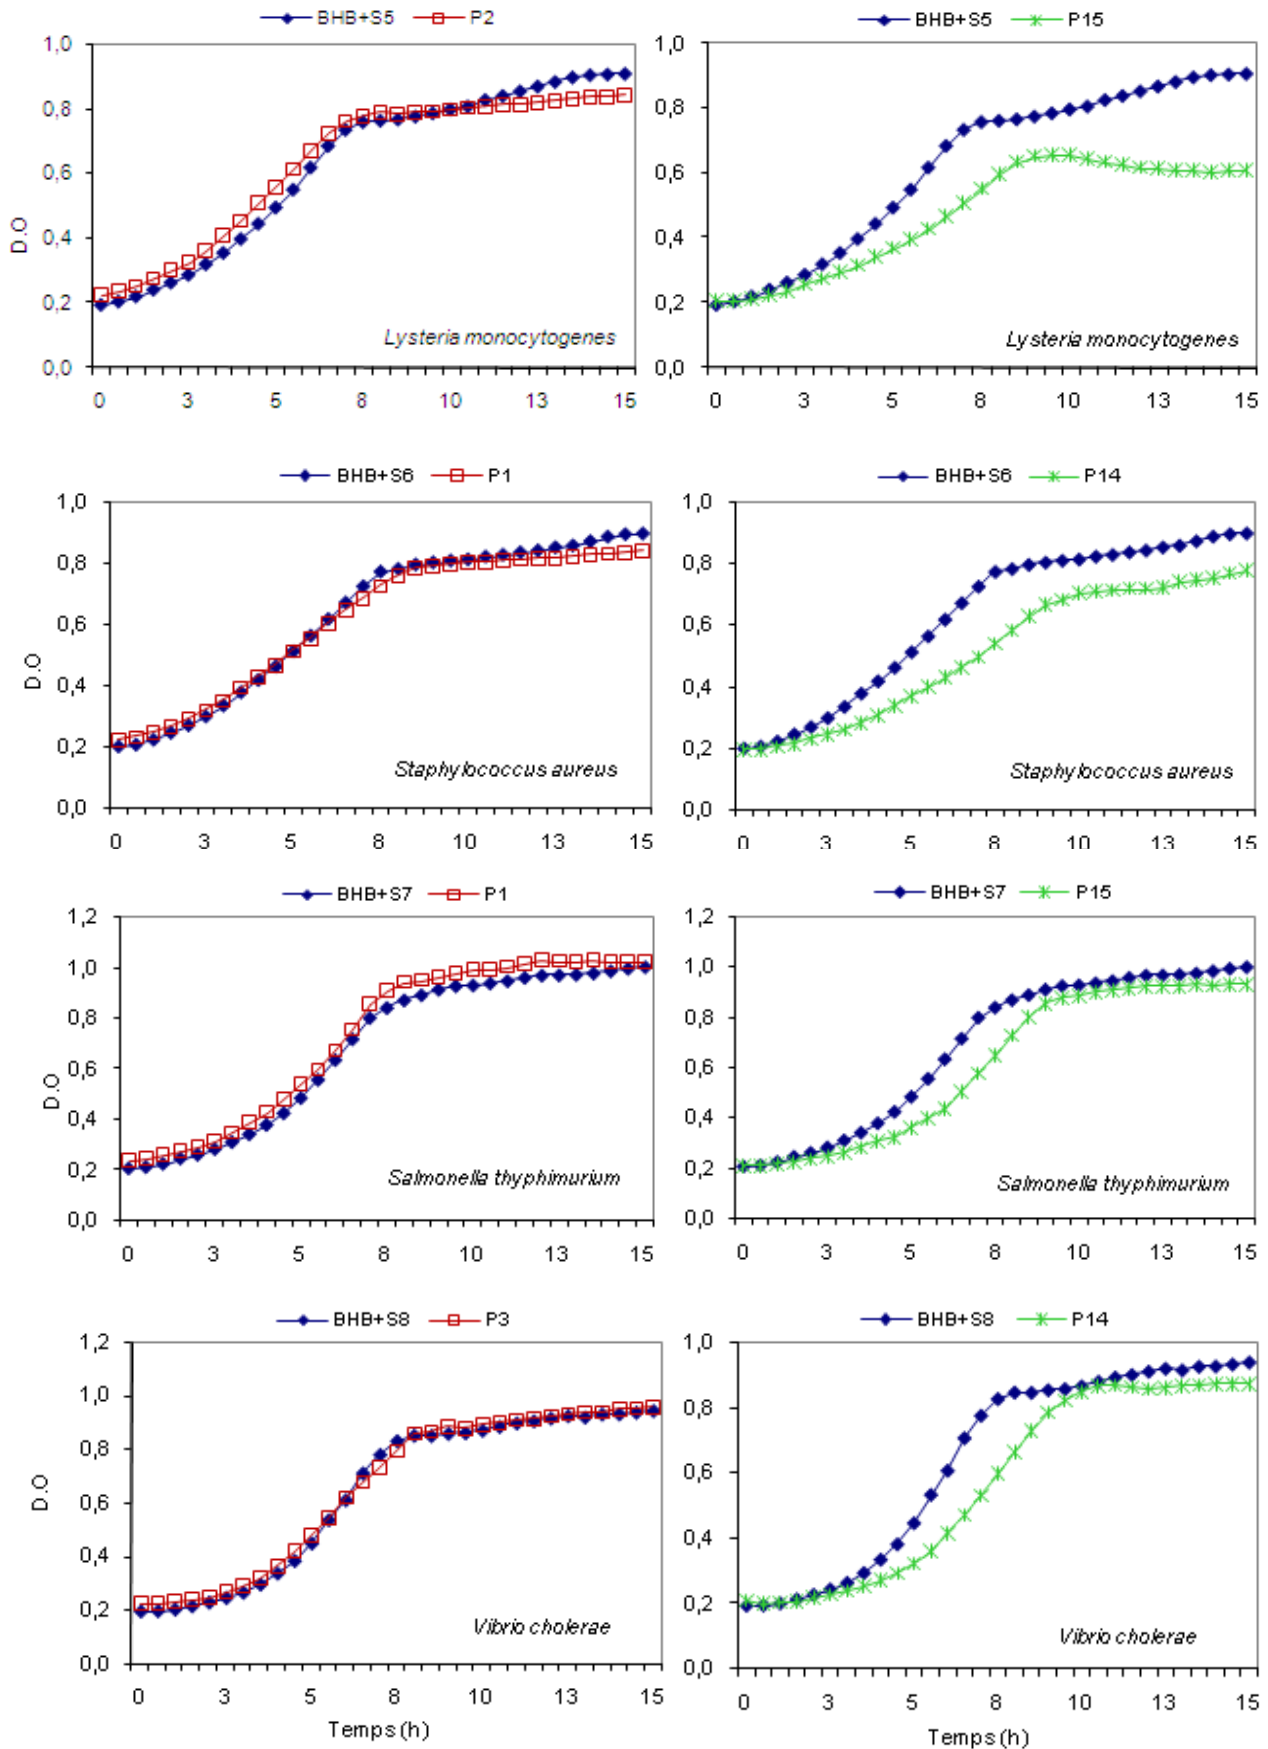 BHB+S5 P2
1,0
0,8
0,6
0,4
0,2
0,0
D.O
Lysteria monocytogenes
0 3 5 8 10 13 15
BHB+S5 P15
1,0
0,8
0,6
0,4
0,2
0,0
Lysteria monocytogenes
0 3 5 8 10 13 15
BHB+S6 P1
1,0
0,8
0,6
0,4
0,2
0,0
D.O
Staphylococcus aureus
0 3 5 8 10 13 15
BHB+S6 P14
1,0
0,8
0,6
0,4
0,2
0,0
Staphylococcus aureus
0 3 5 8 10 13 15
BHB+S7 P1
1,2
1,0
0,8
0,6
0,4
0,2
0,0
D.O
Salmonella thyphimurium
0 3 5 8 10 13 15
BHB+S7 P15
1,2
1,0
0,8
0,6
0,4
0,2
0,0
Salmonella thyphimurium
0 3 5 8 10 13 15
BHB+S8 P3
1,2
1,0
0,8
0,6
0,4
0,2
0,0
D.O
Vibrio cholerae
0 3 5 8 10 13 15
Temps (h)
BHB+S8 P14
1,0
0,8
0,6
0,4
0,2
0,0
Vibrio cholerae
0 3 5 8 10 13 15
Temps (h)